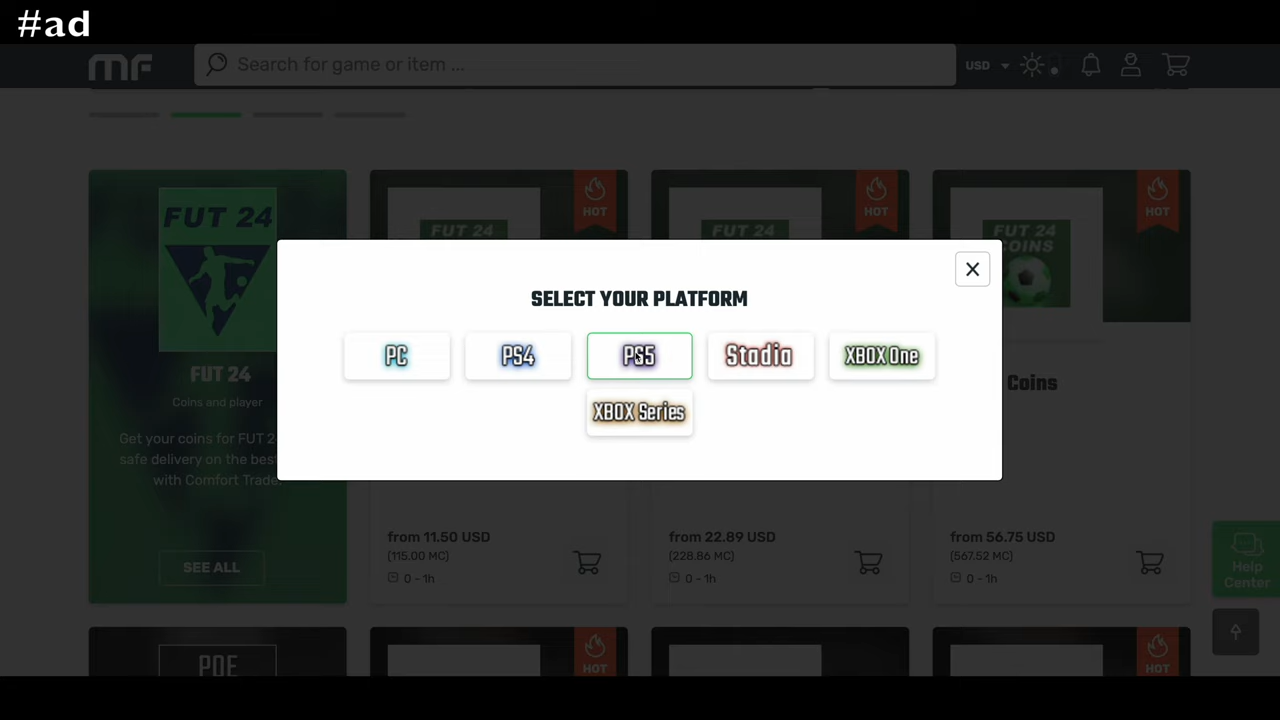 #ad
MF
Search for game or item ...
USD
FUT 24
HOT
HOT
HOT
FUT 24
FUT 24
FUT 24
COINS
SELECT YOUR PLATFORM
PC
PS4
PS5
Stadia
XBOX One
XBOX Series
FUT 24
Coins and player
Coins
Get your coins for FUT 2
safe delivery on the best
with Comfort Trade.
from 11.50 USD
(115.00 MC)
0 - 1h
from 22.89 USD
(228.86 MC)
0 - 1h
from 56.75 USD
(567.52 MC)
0 - 1h
SEE ALL
Help
Center
POE
HOT
HOT